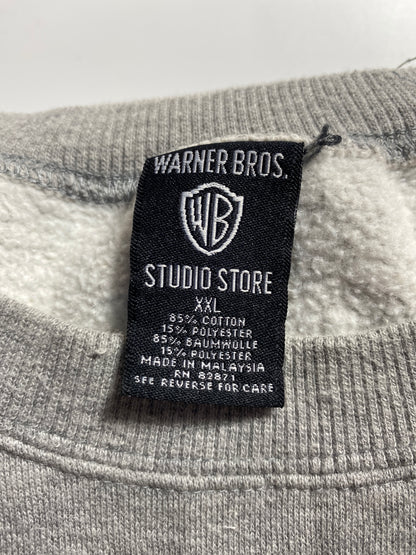 WARNER BROS.
WB
STUDIO STORE
XXL
85% COTTON
15% POLYESTER
85% BAUMWOLLE
15% POLYESTER
MADE IN MALAYSIA
RN 82871
SEE REVERSE FOR CARE